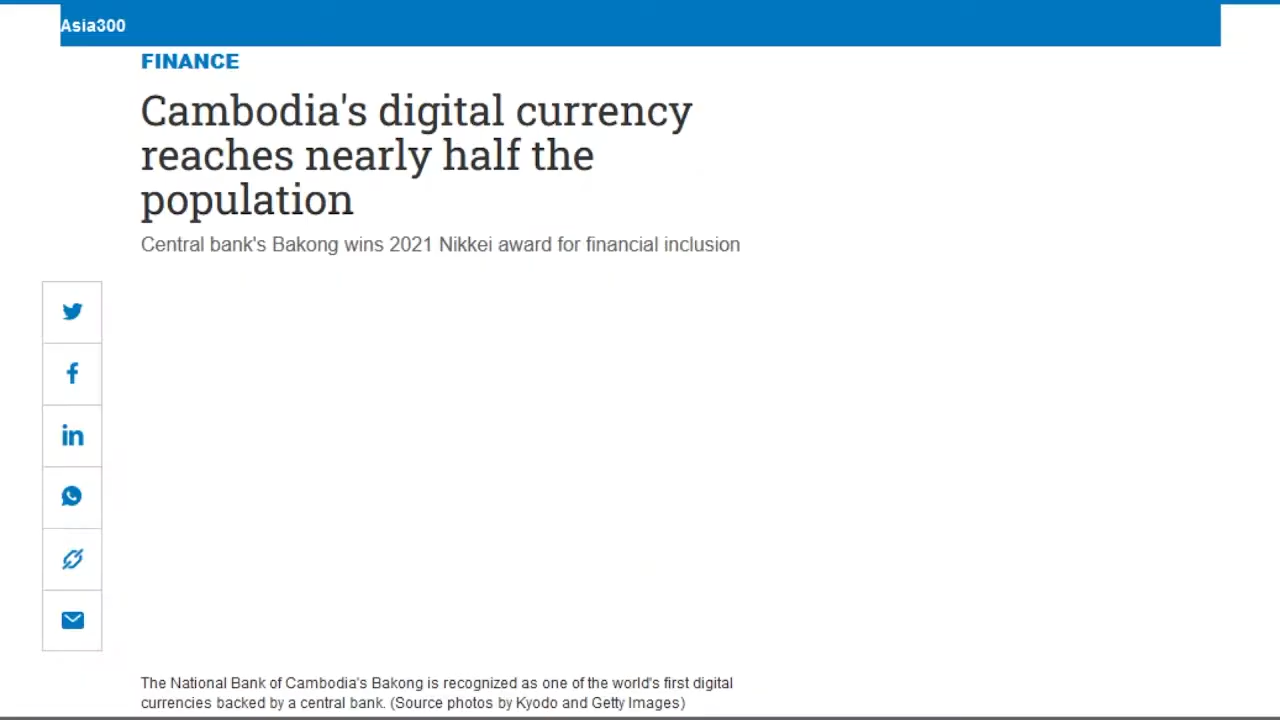 Asia300
FINANCE
Cambodia's digital currency
reaches nearly half the
population
Central bank's Bakong wins 2021 Nikkei award for financial inclusion
in
The National Bank of Cambodia's Bakong is recognized as one of the world's first digital
currencies backed by a central bank. (Source photos by Kyodo and Getty Images)